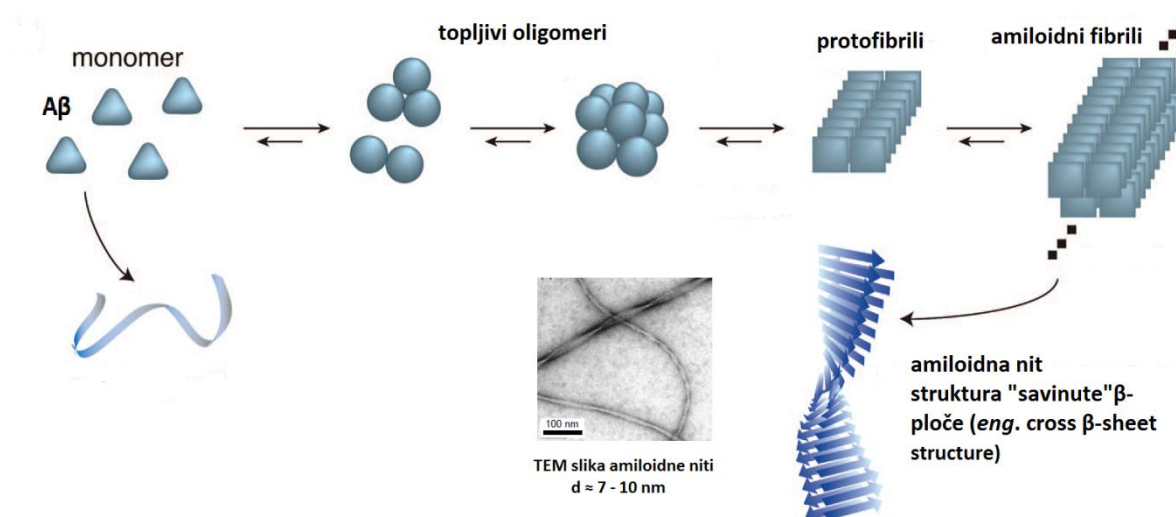 topljivi oligomeri
monomer
Aβ
protofibrili
amiloidni fibrili
100 nm
TEM slika amiloidne niti
d ≈ 7 - 10 nm
amiloidna nit
struktura "savinute"β-
ploče (eng. cross β-sheet
structure)